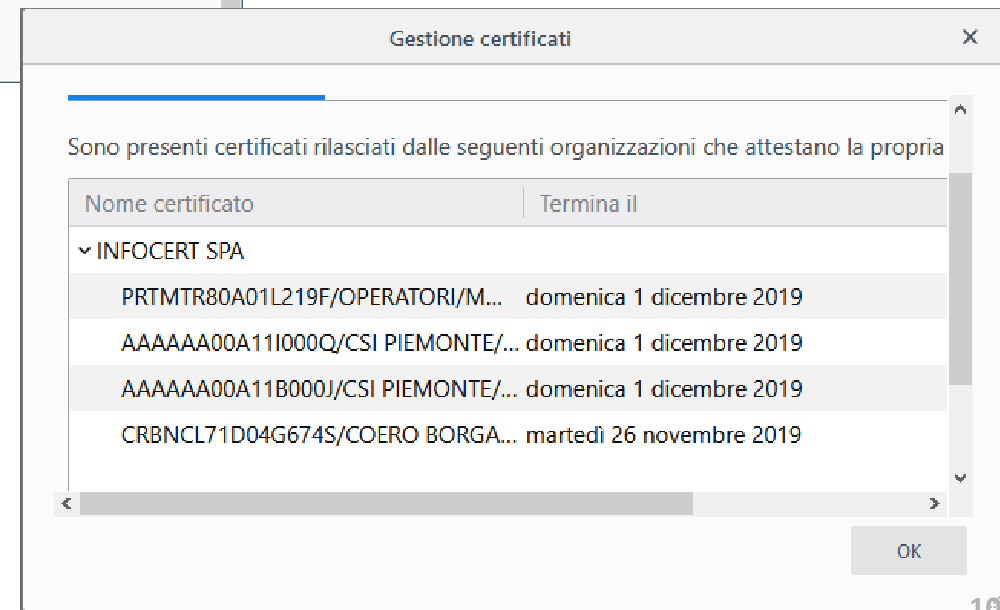 Gestione certificati
Sono presenti certificati rilasciati dalle seguenti organizzazioni che attestano la propria
Nome certificato Termina il
INFOCERT SPA
PRTMTR80A01L219F/OPERATORI/M... domenica 1 dicembre 2019
AAAAAA00A11I000Q/CSI PIEMONTE/... domenica 1 dicembre 2019
AAAAAA00A11B000J/CSI PIEMONTE/... domenica 1 dicembre 2019
CRBNCL71D04G674S/COERO BORGA... martedì 26 novembre 2019
OK